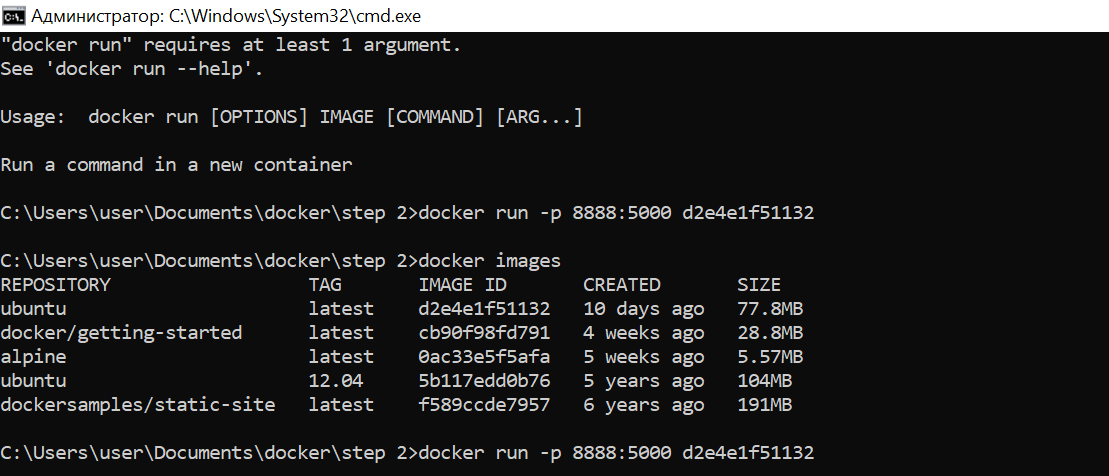 Администратор: C:\Windows\System32\cmd.exe
"docker run" requires at least 1 argument.
See 'docker run --help'.
Usage:  docker run [OPTIONS] IMAGE [COMMAND] [ARG...]
Run a command in a new container
C:\Users\user\Documents\docker\step 2>docker run -p 8888:5000 d2e4e1f51132
C:\Users\user\Documents\docker\step 2>docker images
REPOSITORY                TAG       IMAGE ID       CREATED       SIZE
ubuntu                    latest    d2e4e1f51132   10 days ago   77.8MB
docker/getting-started    latest    cb90f98fd791   4 weeks ago   28.8MB
alpine                    latest    0ac33e5f5afa   5 weeks ago   5.57MB
ubuntu                    12.04     5b117edd0b76   5 years ago   104MB
dockersamples/static-site   latest    f589ccde7957   6 years ago   191MB
C:\Users\user\Documents\docker\step 2>docker run -p 8888:5000 d2e4e1f51132